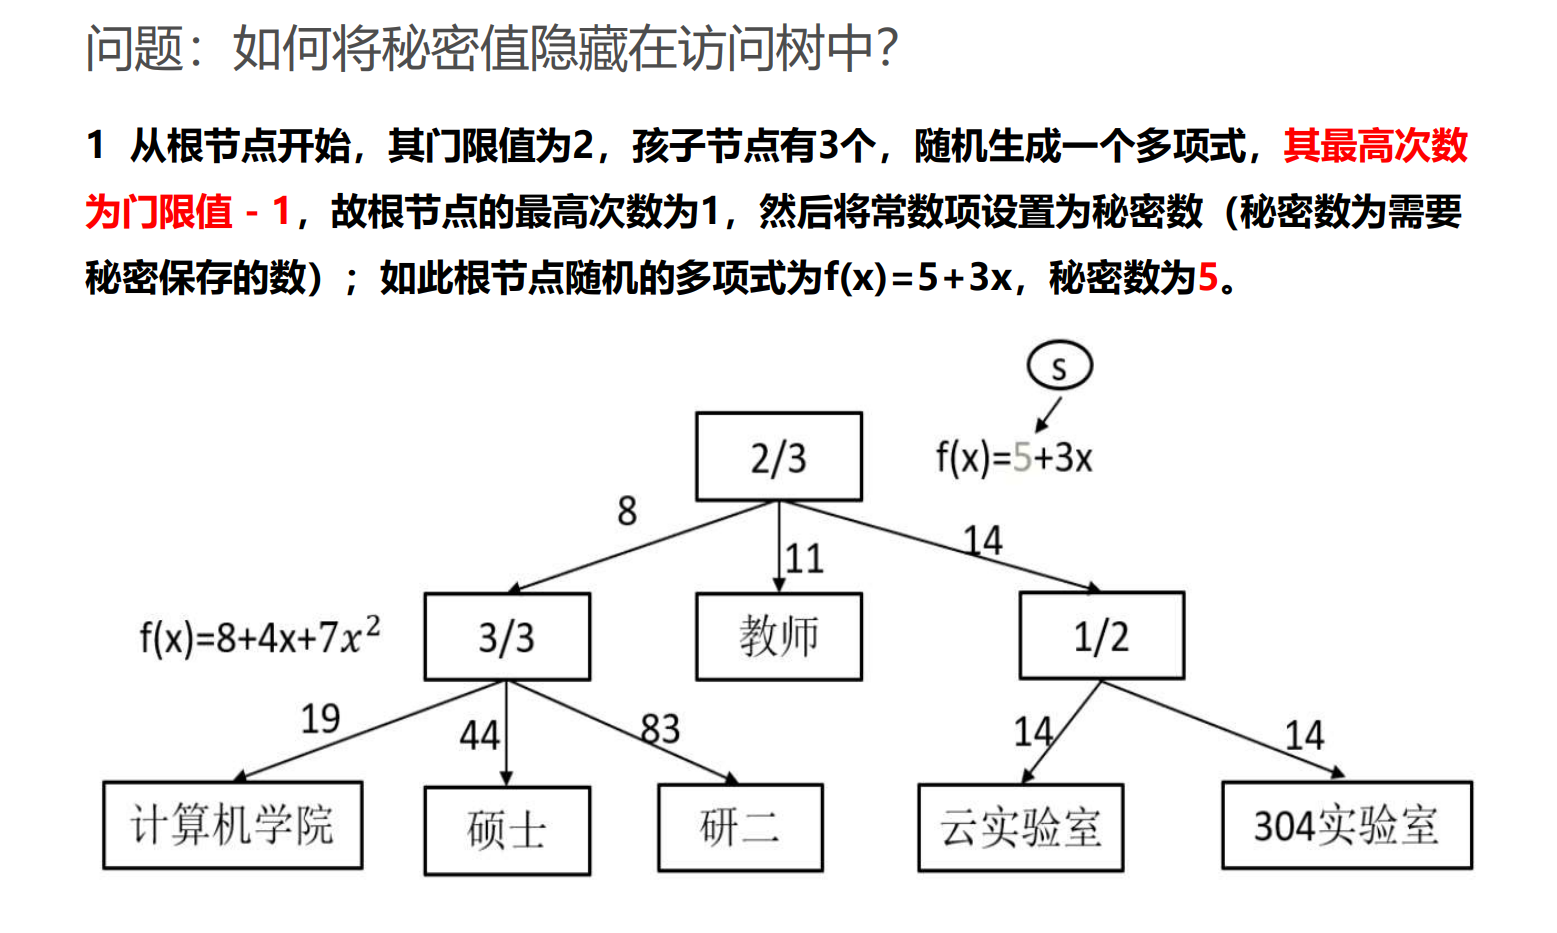 问题：如何将秘密值隐藏在访问树中？
1 从根节点开始，其门限值为2，孩子节点有3个，随机生成一个多项式，其最高次数
为门限值 - 1，故根节点的最高次数为1，然后将常数项设置为秘密数（秘密数为需要
秘密保存的数）；如此根节点随机的多项式为f(x)=5+3x，秘密数为5。
s
2/3
f(x)=5+3x
8
11
14
f(x)=8+4x+7x²
3/3
教师
1/2
19
44
83
14
14
计算机学院
硕士
研二
云实验室
304实验室